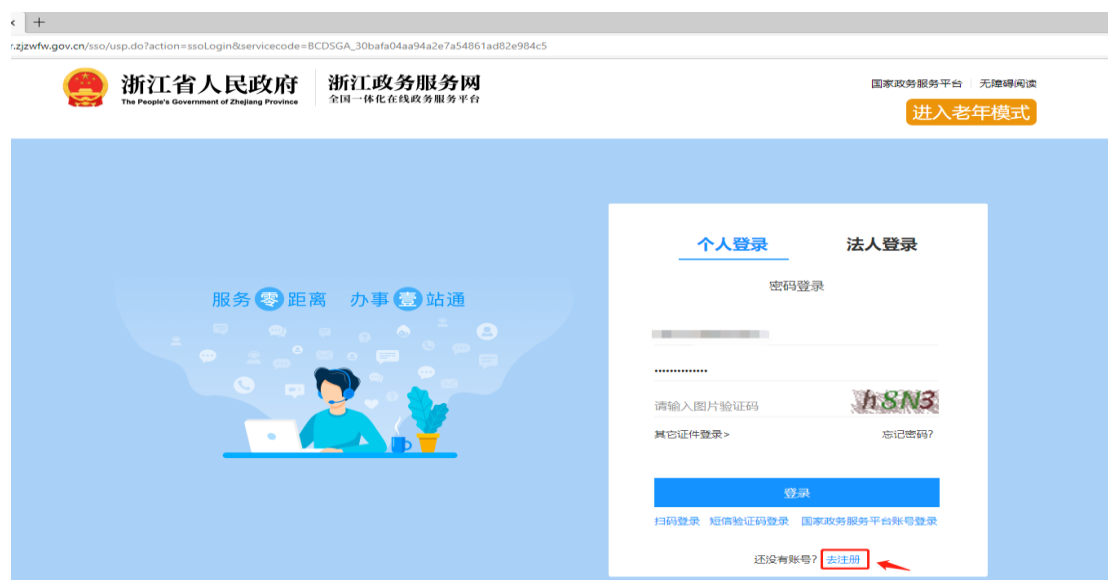 r.zjzwfw.gov.cn/sso/usp.do?action=ssoLogin&servicecode=BCDSGA_30bafa04aa94a2e7a54861ad82e984c5
浙江省人民政府
The People's Government of Zhejiang Province
浙江政务服务网
全国一体化在线政务服务平台
国家政务服务平台 无障碍阅读
进入老年模式
服务零距离 办事壹站通
个人登录 法人登录
密码登录
请输入图片验证码 h8N3
其它证件登录> 忘记密码?
登录
扫码登录 短信验证码登录 国家政务服务平台账号登录
还没有账号? 去注册